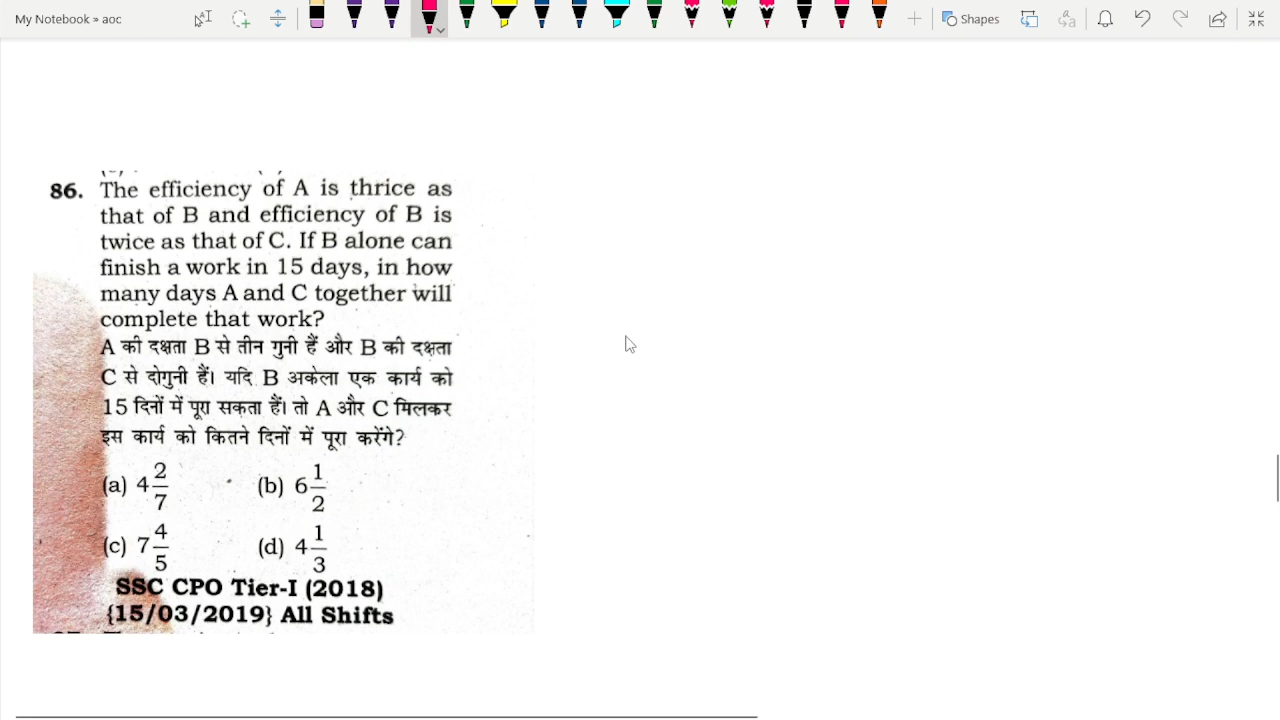 My Notebook » aoc
Shapes
86. The efficiency of A is thrice as
that of B and efficiency of B is
twice as that of C. If B alone can
finish a work in 15 days, in how
many days A and C together will
complete that work?
A की दक्षता B से तीन गुनी हैं और B की दक्षता
C से दोगुनी हैं। यदि B अकेला एक कार्य को
15 दिनों में पूरा सकता हैं। तो A और C मिलकर
इस कार्य को कितने दिनों में पूरा करेंगे?
(a) 4 2/7 (b) 6 1/2
(c) 7 4/5 (d) 4 1/3
SSC CPO Tier-I (2018)
{15/03/2019} All Shifts